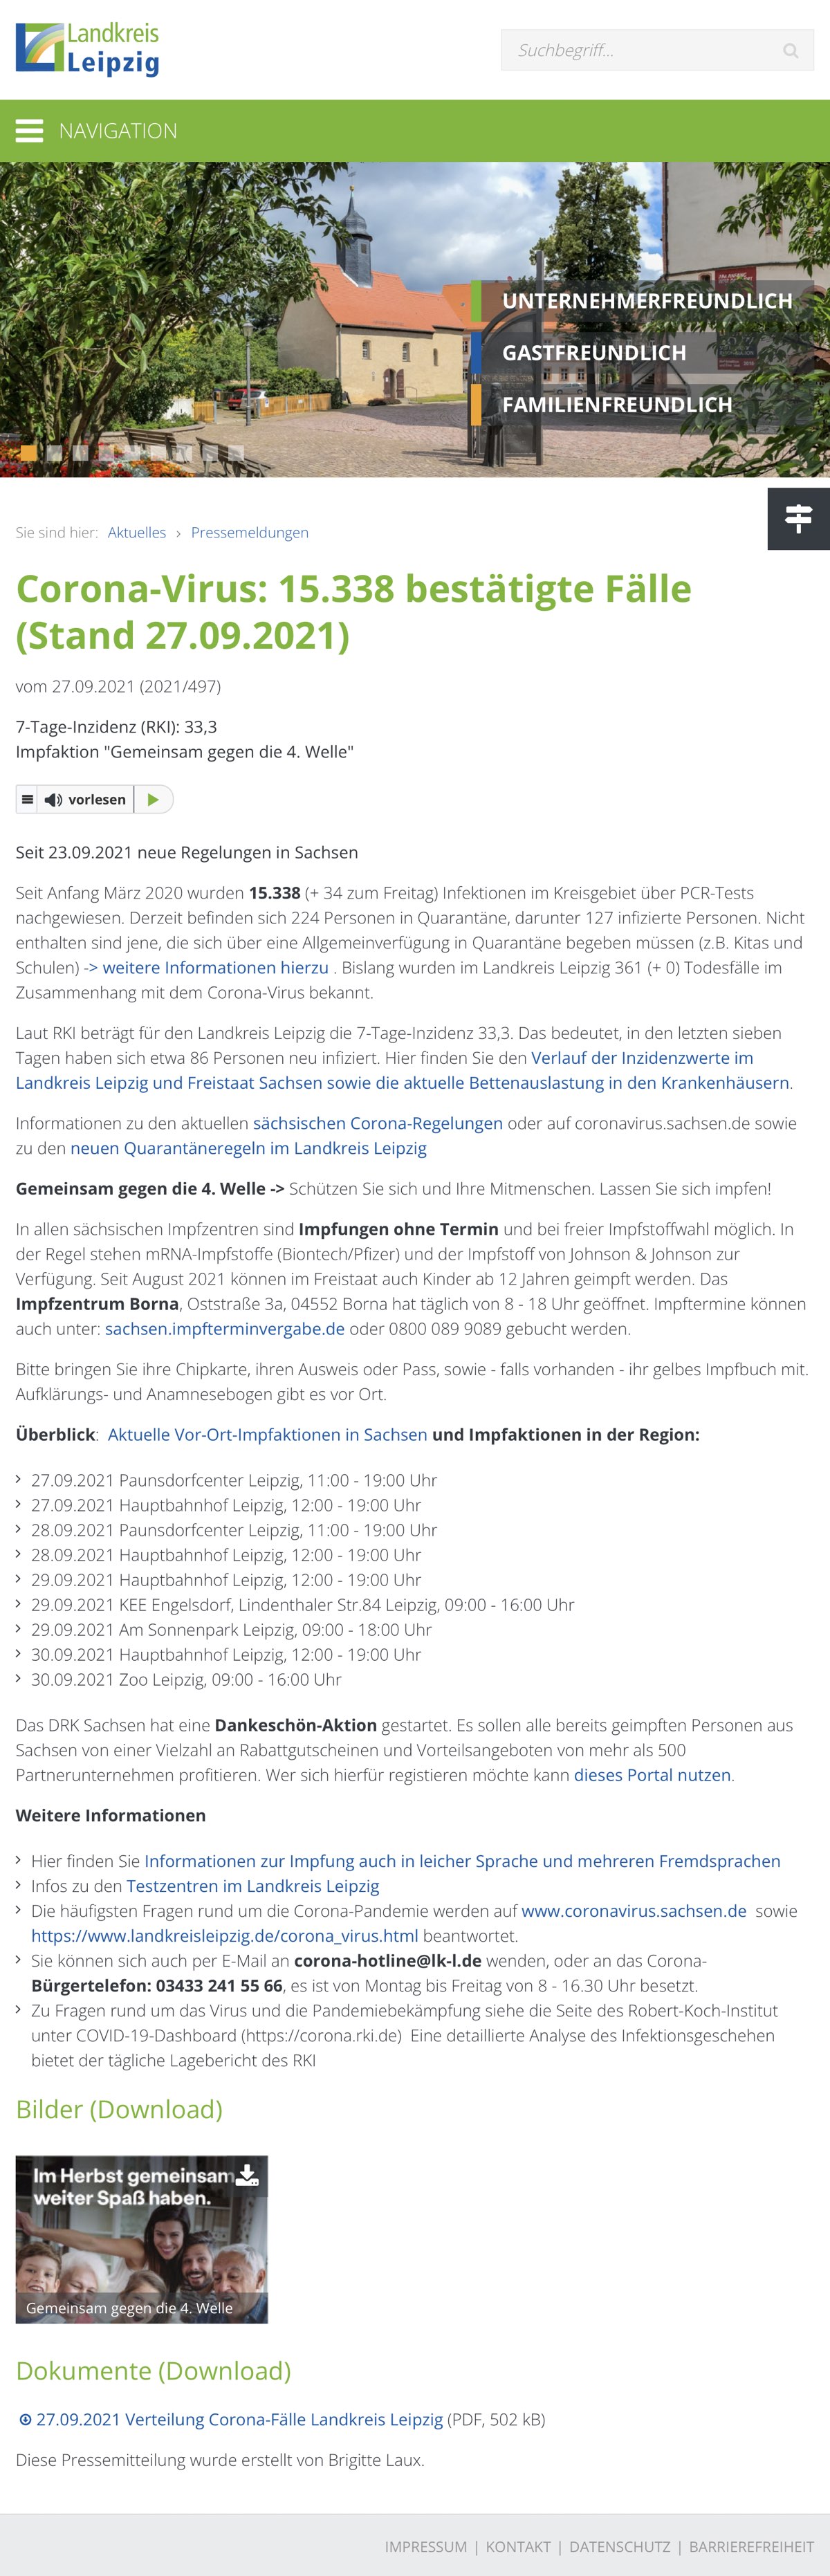 Landkreis
Leipzig
Suchbegriff...
NAVIGATION
UNTERNEHMERFREUNDLICH
GASTFREUNDLICH
FAMILIENFREUNDLICH
Sie sind hier: Aktuelles › Pressemeldungen
Corona-Virus: 15.338 bestätigte Fälle
(Stand 27.09.2021)
vom 27.09.2021 (2021/497)
7-Tage-Inzidenz (RKI): 33,3
Impfaktion "Gemeinsam gegen die 4. Welle"
vorlesen
Seit 23.09.2021 neue Regelungen in Sachsen
Seit Anfang März 2020 wurden 15.338 (+ 34 zum Freitag) Infektionen im Kreisgebiet über PCR-Tests
nachgewiesen. Derzeit befinden sich 224 Personen in Quarantäne, darunter 127 infizierte Personen. Nicht
enthalten sind jene, die sich über eine Allgemeinverfügung in Quarantäne begeben müssen (z.B. Kitas und
Schulen) -> weitere Informationen hierzu . Bislang wurden im Landkreis Leipzig 361 (+ 0) Todesfälle im
Zusammenhang mit dem Corona-Virus bekannt.
Laut RKI beträgt für den Landkreis Leipzig die 7-Tage-Inzidenz 33,3. Das bedeutet, in den letzten sieben
Tagen haben sich etwa 86 Personen neu infiziert. Hier finden Sie den Verlauf der Inzidenzwerte im
Landkreis Leipzig und Freistaat Sachsen sowie die aktuelle Bettenauslastung in den Krankenhäusern.
Informationen zu den aktuellen sächsischen Corona-Regelungen oder auf coronavirus.sachsen.de sowie
zu den neuen Quarantäneregeln im Landkreis Leipzig
Gemeinsam gegen die 4. Welle -> Schützen Sie sich und Ihre Mitmenschen. Lassen Sie sich impfen!
In allen sächsischen Impfzentren sind Impfungen ohne Termin und bei freier Impfstoffwahl möglich. In
der Regel stehen mRNA-Impfstoffe (Biontech/Pfizer) und der Impfstoff von Johnson & Johnson zur
Verfügung. Seit August 2021 können im Freistaat auch Kinder ab 12 Jahren geimpft werden. Das
Impfzentrum Borna, Oststraße 3a, 04552 Borna hat täglich von 8 - 18 Uhr geöffnet. Impftermine können
auch unter: sachsen.impfterminvergabe.de oder 0800 089 9089 gebucht werden.
Bitte bringen Sie ihre Chipkarte, ihren Ausweis oder Pass, sowie - falls vorhanden - ihr gelbes Impfbuch mit.
Aufklärungs- und Anamnesebogen gibt es vor Ort.
Überblick: Aktuelle Vor-Ort-Impfaktionen in Sachsen und Impfaktionen in der Region:
› 27.09.2021 Paunsdorfcenter Leipzig, 11:00 - 19:00 Uhr
› 27.09.2021 Hauptbahnhof Leipzig, 12:00 - 19:00 Uhr
› 28.09.2021 Paunsdorfcenter Leipzig, 11:00 - 19:00 Uhr
› 28.09.2021 Hauptbahnhof Leipzig, 12:00 - 19:00 Uhr
› 29.09.2021 Hauptbahnhof Leipzig, 12:00 - 19:00 Uhr
› 29.09.2021 KEE Engelsdorf, Lindenthaler Str.84 Leipzig, 09:00 - 16:00 Uhr
› 29.09.2021 Am Sonnenpark Leipzig, 09:00 - 18:00 Uhr
› 30.09.2021 Hauptbahnhof Leipzig, 12:00 - 19:00 Uhr
› 30.09.2021 Zoo Leipzig, 09:00 - 16:00 Uhr
Das DRK Sachsen hat eine Dankeschön-Aktion gestartet. Es sollen alle bereits geimpften Personen aus
Sachsen von einer Vielzahl an Rabattgutscheinen und Vorteilsangeboten von mehr als 500
Partnerunternehmen profitieren. Wer sich hierfür registieren möchte kann dieses Portal nutzen.
Weitere Informationen
› Hier finden Sie Informationen zur Impfung auch in leicher Sprache und mehreren Fremdsprachen
› Infos zu den Testzentren im Landkreis Leipzig
› Die häufigsten Fragen rund um die Corona-Pandemie werden auf www.coronavirus.sachsen.de sowie
https://www.landkreisleipzig.de/corona_virus.html beantwortet.
› Sie können sich auch per E-Mail an corona-hotline@lk-l.de wenden, oder an das Corona-
Bürgertelefon: 03433 241 55 66, es ist von Montag bis Freitag von 8 - 16.30 Uhr besetzt.
› Zu Fragen rund um das Virus und die Pandemiebekämpfung siehe die Seite des Robert-Koch-Institut
unter COVID-19-Dashboard (https://corona.rki.de) Eine detaillierte Analyse des Infektionsgeschehen
bietet der tägliche Lagebericht des RKI
Bilder (Download)
Im Herbst gemeinsam
weiter Spaß haben.
Gemeinsam gegen die 4. Welle
Dokumente (Download)
27.09.2021 Verteilung Corona-Fälle Landkreis Leipzig (PDF, 502 kB)
Diese Pressemitteilung wurde erstellt von Brigitte Laux.
IMPRESSUM | KONTAKT | DATENSCHUTZ | BARRIEREFREIHEIT